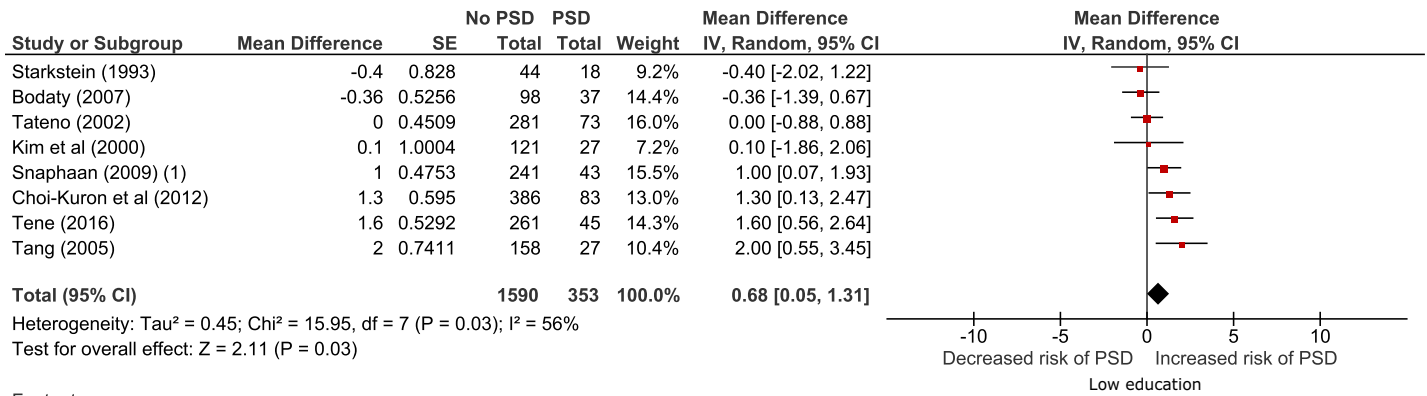 No PSD PSD Mean Difference Mean Difference
Study or Subgroup Mean Difference SE Total Total Weight IV, Random, 95% CI IV, Random, 95% CI
Starkstein (1993) -0.4 0.828 44 18 9.2% -0.40 [-2.02, 1.22]
Bodaty (2007) -0.36 0.5256 98 37 14.4% -0.36 [-1.39, 0.67]
Tateno (2002) 0 0.4509 281 73 16.0% 0.00 [-0.88, 0.88]
Kim et al (2000) 0.1 1.0004 121 27 7.2% 0.10 [-1.86, 2.06]
Snaphaan (2009) (1) 1 0.4753 241 43 15.5% 1.00 [0.07, 1.93]
Choi-Kuron et al (2012) 1.3 0.595 386 83 13.0% 1.30 [0.13, 2.47]
Tene (2016) 1.6 0.5292 261 45 14.3% 1.60 [0.56, 2.64]
Tang (2005) 2 0.7411 158 27 10.4% 2.00 [0.55, 3.45]
Total (95% CI) 1590 353 100.0% 0.68 [0.05, 1.31]
Heterogeneity: Tau² = 0.45; Chi² = 15.95, df = 7 (P = 0.03); I² = 56%
Test for overall effect: Z = 2.11 (P = 0.03)
-10 -5 0 5 10
Decreased risk of PSD Increased risk of PSD
Low education